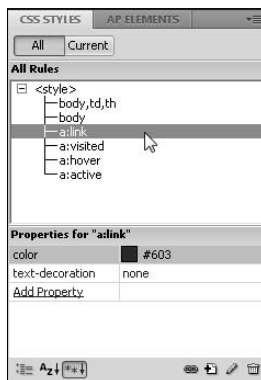 CSS STYLES AP ELEMENTS
All Current
All Rules
<style>
body,td,th
body
a:link
a:visited
a:hover
a:active
Properties for "a:link"
color #603
text-decoration none
Add Property
Az↓ **↓